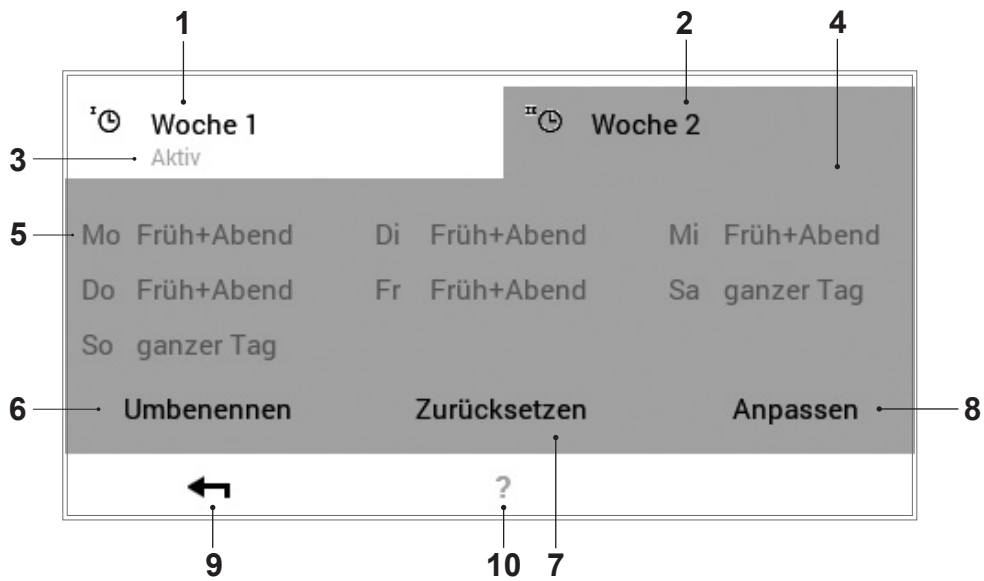 1 2 4
I Woche 1 II Woche 2
3 Aktiv
5 Mo Früh+Abend Di Früh+Abend Mi Früh+Abend
Do Früh+Abend Fr Früh+Abend Sa ganzer Tag
So ganzer Tag
6 Umbenennen Zurücksetzen Anpassen 8
?
9 10 7